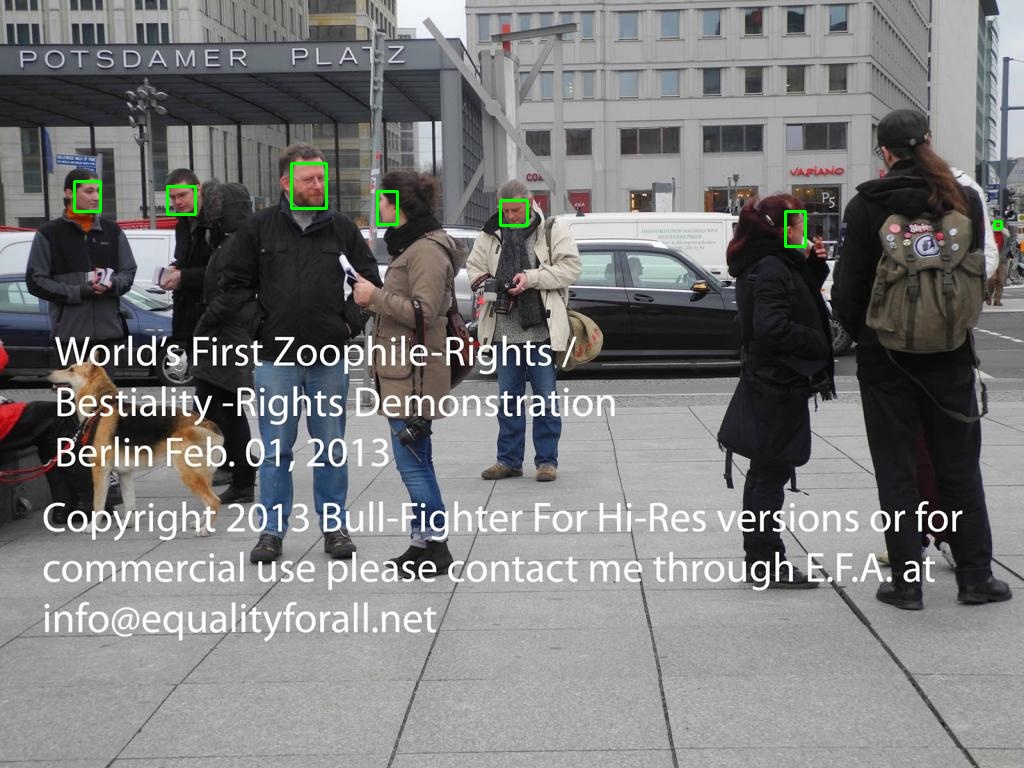 POTSDAMER PLATZ
VAPIANO
P5
World's First Zoophile-Rights /
Bestiality -Rights Demonstration
Berlin Feb. 01, 2013
Copyright 2013 Bull-Fighter For Hi-Res versions or for
commercial use please contact me through E.F.A. at
info@equalityforall.net